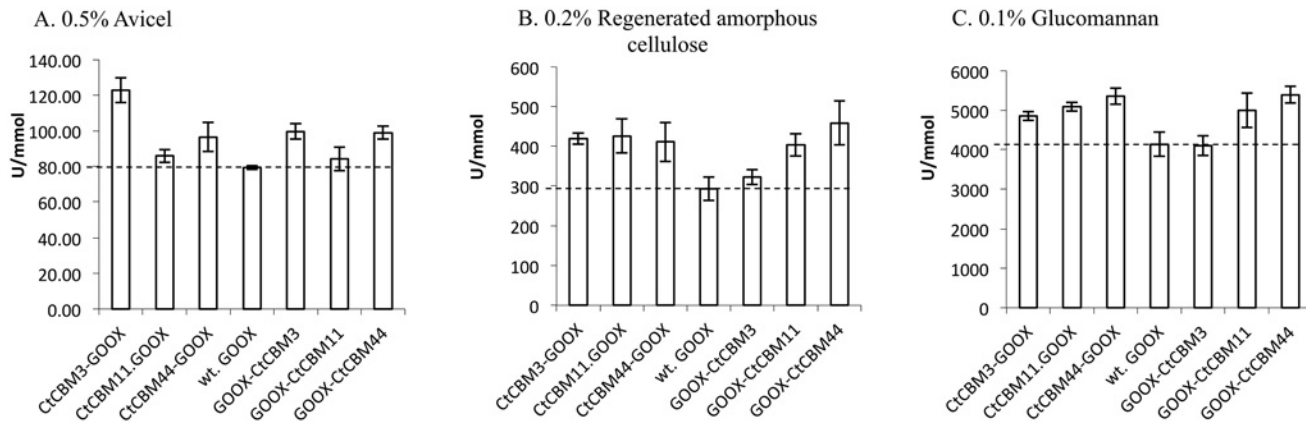 A. 0.5% Avicel
U/mmol
140.00
120.00
100.00
80.00
60.00
40.00
20.00
0.00
CtCBM3-GOOX
CtCBM11.GOOX
CtCBM44-GOOX
wt. GOOX
GOOX-CtCBM3
GOOX-CtCBM11
GOOX-CtCBM44
B. 0.2% Regenerated amorphous
cellulose
U/mmol
600
500
400
300
200
100
0
CtCBM3-GOOX
CtCBM11.GOOX
CtCBM44-GOOX
wt. GOOX
GOOX-CtCBM3
GOOX-CtCBM11
GOOX-CtCBM44
C. 0.1% Glucomannan
U/mmol
6000
5000
4000
3000
2000
1000
0
CtCBM3-GOOX
CtCBM11.GOOX
CtCBM44-GOOX
wt. GOOX
GOOX-CtCBM3
GOOX-CtCBM11
GOOX-CtCBM44